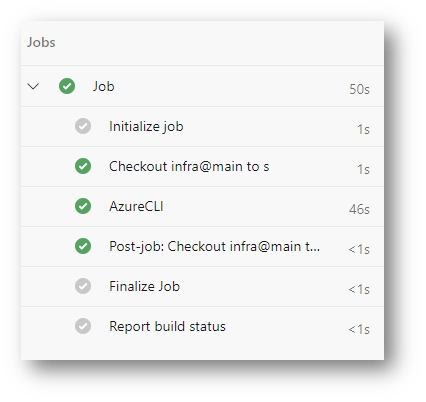 Jobs
Job 50s
Initialize job 1s
Checkout infra@main to s 1s
AzureCLI 46s
Post-job: Checkout infra@main t... <1s
Finalize Job <1s
Report build status <1s